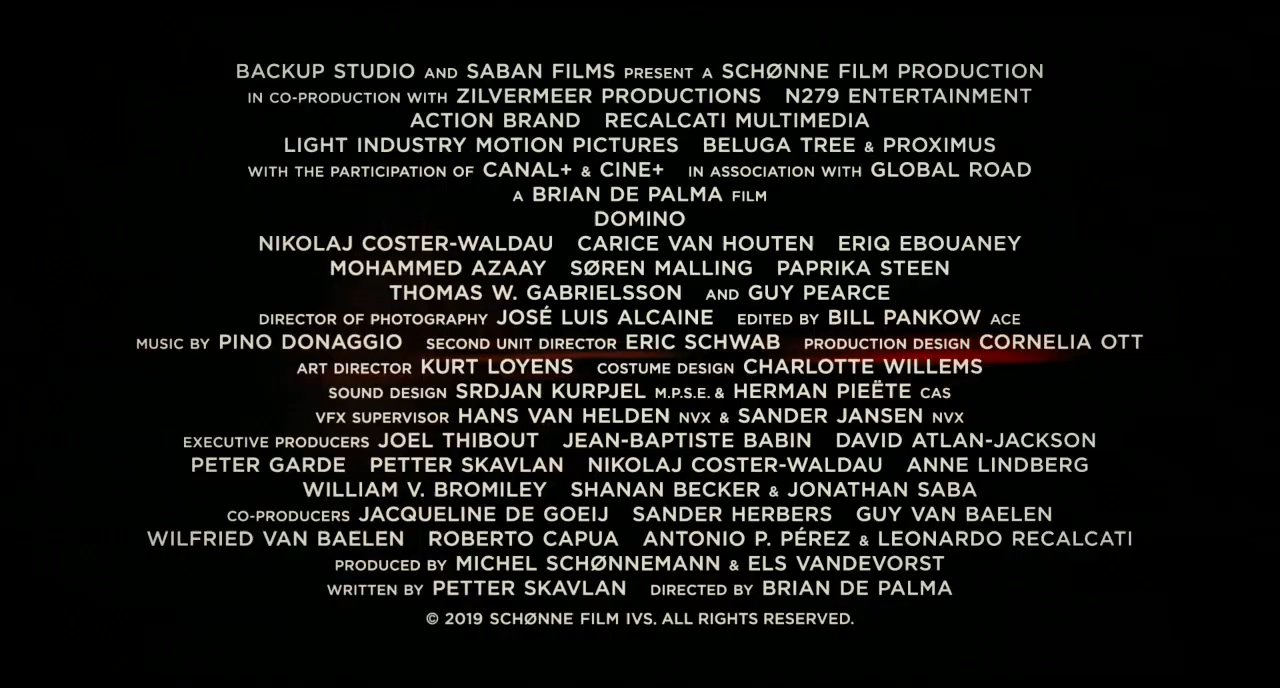 BACKUP STUDIO AND SABAN FILMS PRESENT A SCHØNNE FILM PRODUCTION
IN CO-PRODUCTION WITH ZILVERMEER PRODUCTIONS N279 ENTERTAINMENT
ACTION BRAND RECALCATI MULTIMEDIA
LIGHT INDUSTRY MOTION PICTURES BELUGA TREE & PROXIMUS
WITH THE PARTICIPATION OF CANAL+ & CINE+ IN ASSOCIATION WITH GLOBAL ROAD
A BRIAN DE PALMA FILM
DOMINO
NIKOLAJ COSTER-WALDAU CARICE VAN HOUTEN ERIQ EBOUANEY
MOHAMMED AZAAY SØREN MALLING PAPRIKA STEEN
THOMAS W. GABRIELSSON AND GUY PEARCE
DIRECTOR OF PHOTOGRAPHY JOSÉ LUIS ALCAINE EDITED BY BILL PANKOW ACE
MUSIC BY PINO DONAGGIO SECOND UNIT DIRECTOR ERIC SCHWAB PRODUCTION DESIGN CORNELIA OTT
ART DIRECTOR KURT LOYENS COSTUME DESIGN CHARLOTTE WILLEMS
SOUND DESIGN SRDJAN KURPJEL M.P.S.E. & HERMAN PIEËTE CAS
VFX SUPERVISOR HANS VAN HELDEN NVX & SANDER JANSEN NVX
EXECUTIVE PRODUCERS JOEL THIBOUT JEAN-BAPTISTE BABIN DAVID ATLAN-JACKSON
PETER GARDE PETTER SKAVLAN NIKOLAJ COSTER-WALDAU ANNE LINDBERG
WILLIAM V. BROMILEY SHANAN BECKER & JONATHAN SABA
CO-PRODUCERS JACQUELINE DE GOEIJ SANDER HERBERS GUY VAN BAELEN
WILFRIED VAN BAELEN ROBERTO CAPUA ANTONIO P. PÉREZ & LEONARDO RECALCATI
PRODUCED BY MICHEL SCHØNNEMANN & ELS VANDEVORST
WRITTEN BY PETTER SKAVLAN DIRECTED BY BRIAN DE PALMA
© 2019 SCHØNNE FILM IVS. ALL RIGHTS RESERVED.